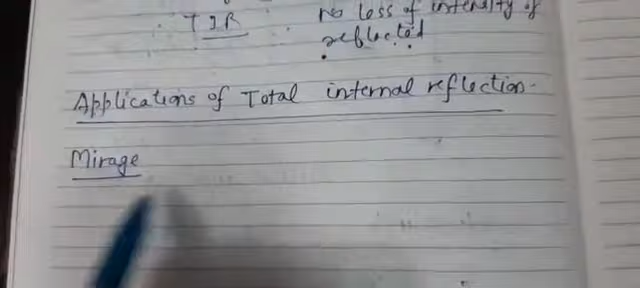 TIR no loss of intensity of
reflected
Applications of Total internal reflection-
Mirage